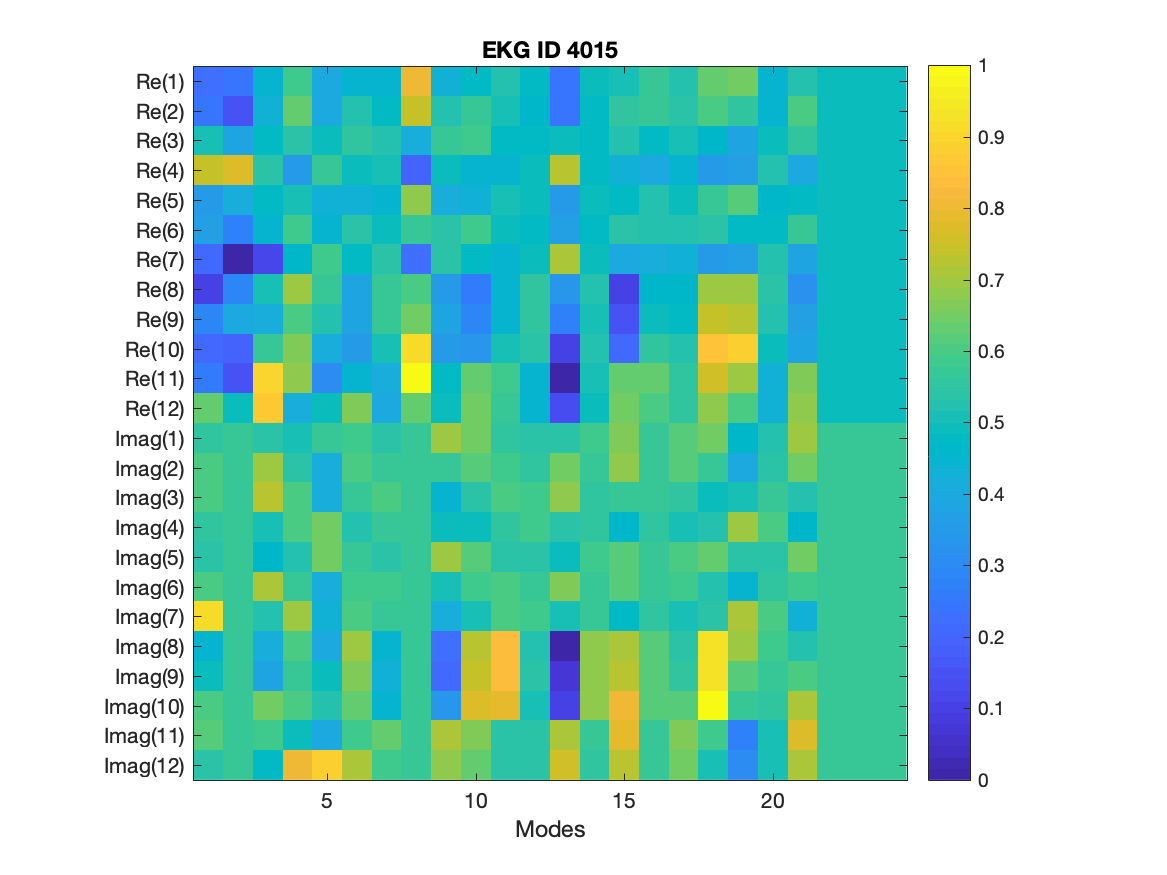 EKG ID 4015
Re(1)
Re(2)
Re(3)
Re(4)
Re(5)
Re(6)
Re(7)
Re(8)
Re(9)
Re(10)
Re(11)
Re(12)
Imag(1)
Imag(2)
Imag(3)
Imag(4)
Imag(5)
Imag(6)
Imag(7)
Imag(8)
Imag(9)
Imag(10)
Imag(11)
Imag(12)
5 10 15 20
Modes
1
0.9
0.8
0.7
0.6
0.5
0.4
0.3
0.2
0.1
0